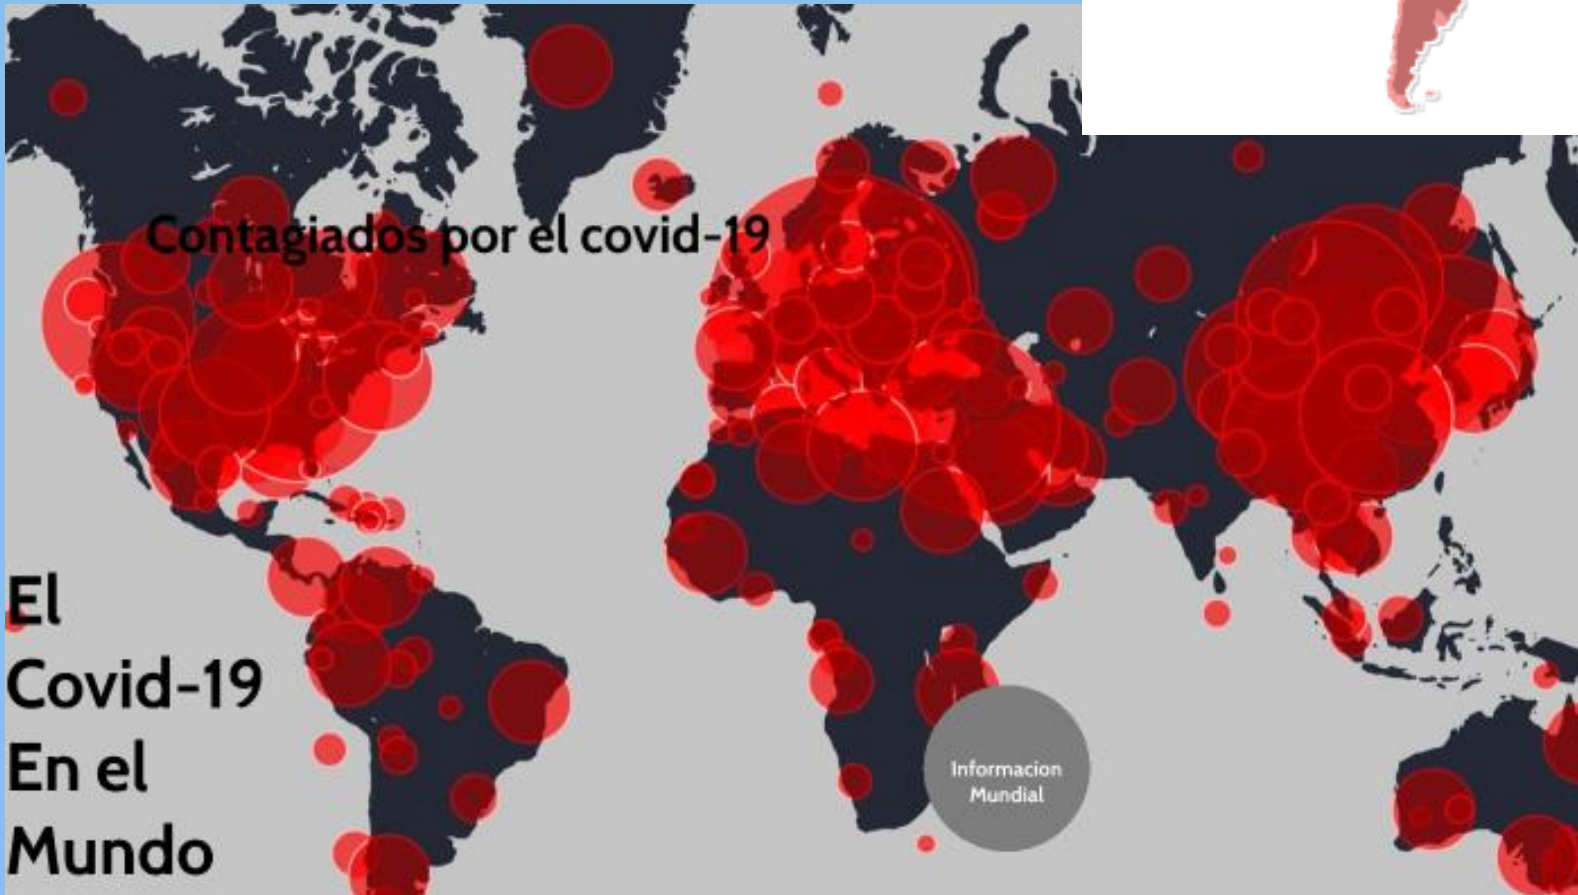 Contagiados por el covid-19
El
Covid-19
En el
Mundo
Informacion
Mundial